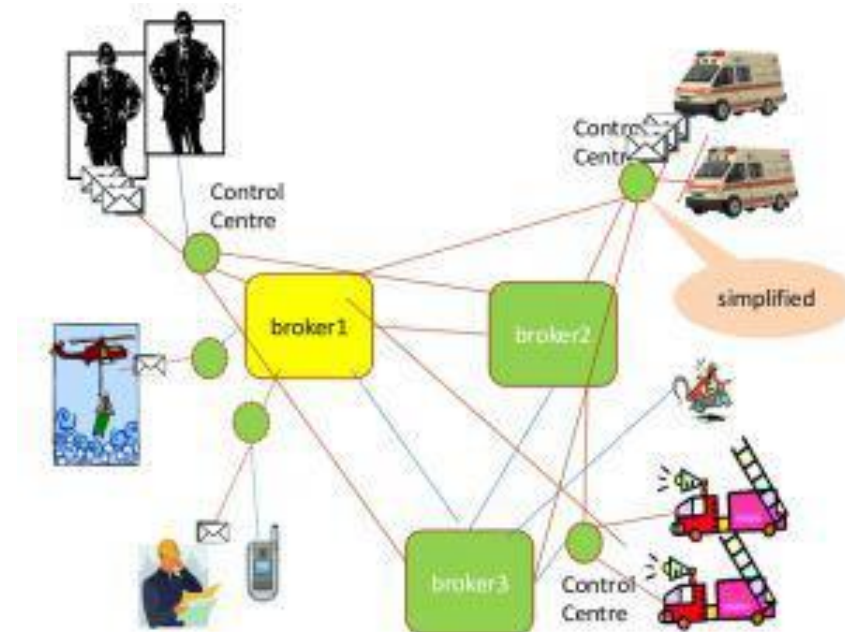 Control
Centre
Control
Centre
broker1
broker2
simplified
broker3
Control
Centre